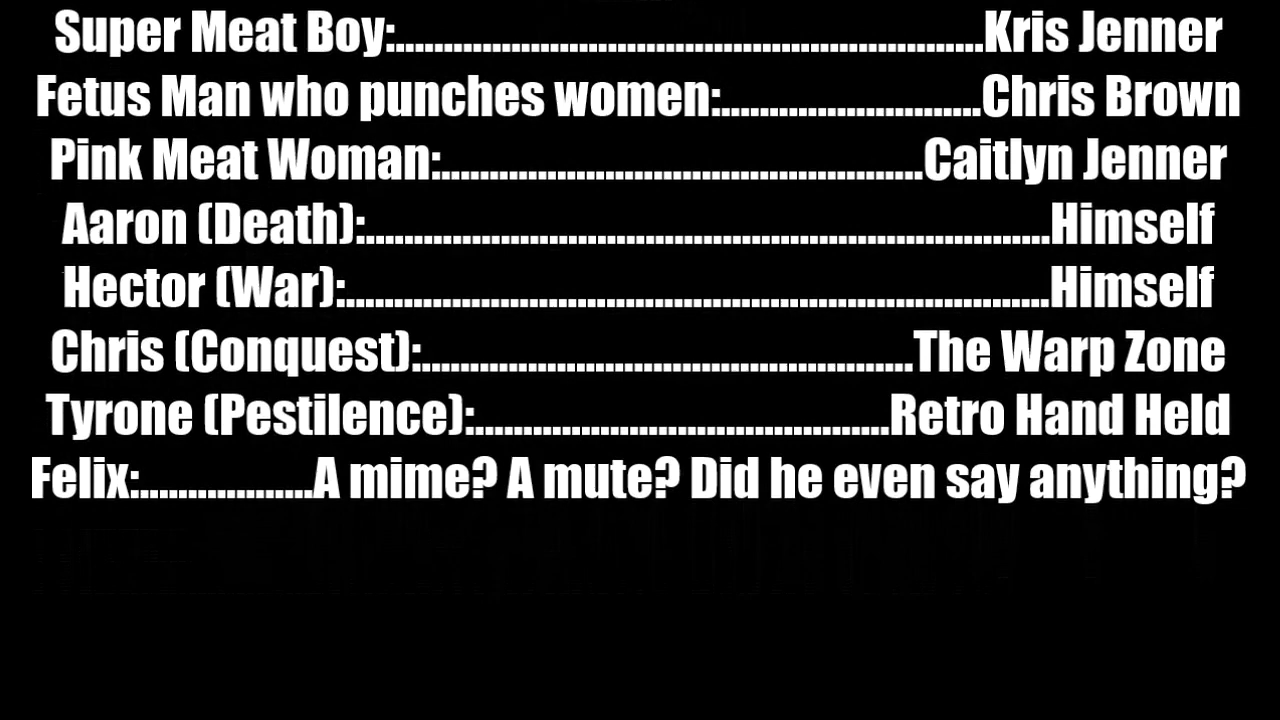 Super Meat Boy:.............................................................Kris Jenner
Fetus Man who punches women:...........................Chris Brown
Pink Meat Woman:..................................................Caitlyn Jenner
Aaron (Death):.......................................................................Himself
Hector (War):.........................................................................Himself
Chris (Conquest):...................................................The Warp Zone
Tyrone (Pestilence):...........................................Retro Hand Held
Felix:..................A mime? A mute? Did he even say anything?